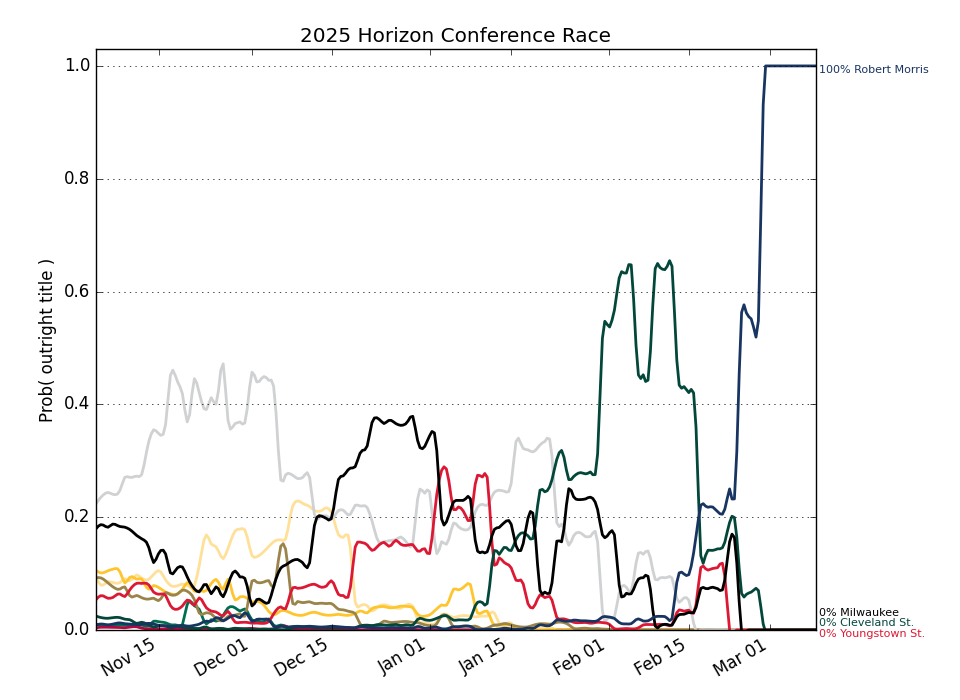 2025 Horizon Conference Race
Prob( outright title )
1.0
0.8
0.6
0.4
0.2
0.0
Nov 15
Dec 01
Dec 15
Jan 01
Jan 15
Feb 01
Feb 15
Mar 01
100% Robert Morris
0% Milwaukee
0% Cleveland St.
0% Youngstown St.